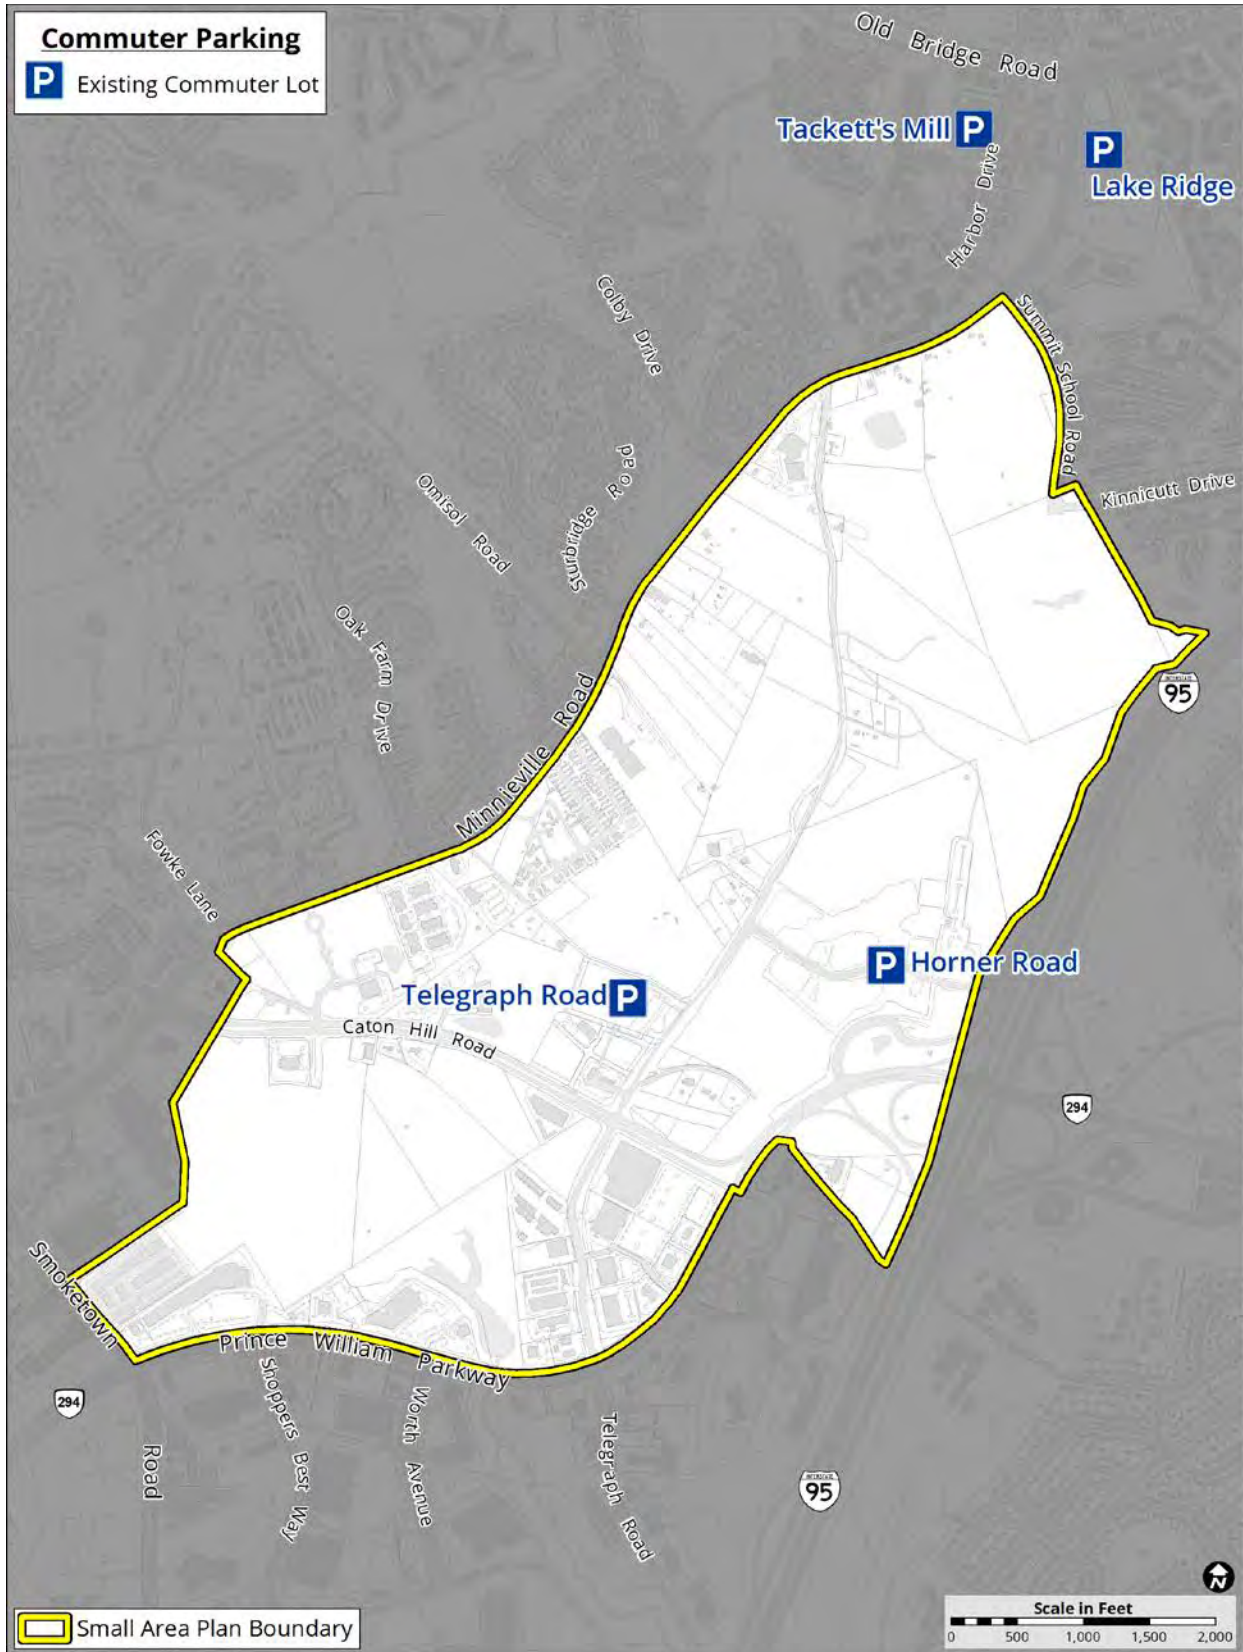 Commuter Parking
P Existing Commuter Lot
Old Bridge Road
Tackett's Mill P
P
Lake Ridge
Harbor Drive
Summit School Road
Colby Drive
Kinnicutt Drive
Sturbridge Road
Omisol Road
Oak Farm Drive
INTERSTATE
95
Minnieville Road
Fowke Lane
P Horner Road
Telegraph Road P
Caton Hill Road
294
Smoketown
Prince William Parkway
294
Road
Shoppers Best Way
Worth Avenue
Telegraph Road
INTERSTATE
95
N
Small Area Plan Boundary
Scale in Feet
0 500 1,000 1,500 2,000